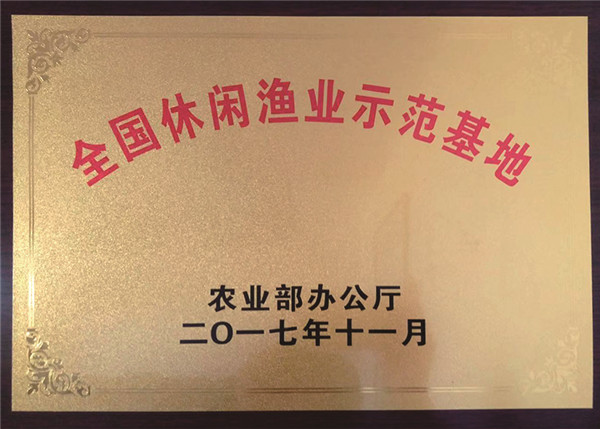 全国休闲渔业示范基地
农业部办公厅
二〇一七年十一月